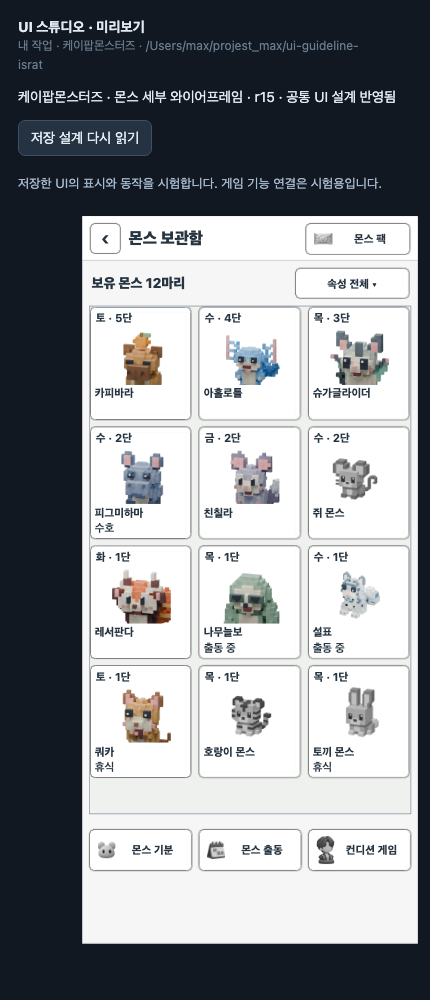 UI 스튜디오 · 미리보기
내 작업 · 케이팝몬스터즈 · /Users/max/projest_max/ui-guideline-
israt
케이팝몬스터즈 · 몬스 세부 와이어프레임 · r15 · 공통 UI 설계 반영됨
저장 설계 다시 읽기
저장한 UI의 표시와 동작을 시험합니다. 게임 기능 연결은 시험용입니다.
‹ 몬스 보관함 몬스 팩
보유 몬스 12마리 속성 전체 ▾
토 · 5단 수 · 4단 목 · 3단
카피바라 아홀로틀 슈가글라이더
수 · 2단 금 · 2단 수 · 2단
피그미하마 친칠라 쥐 몬스
수호
화 · 1단 목 · 1단 수 · 1단
레서판다 나무늘보 설표
출동 중 출동 중
토 · 1단 목 · 1단 목 · 1단
쿼카 호랑이 몬스 토끼 몬스
휴식 휴식
몬스 기분 몬스 출동 컨디션 게임